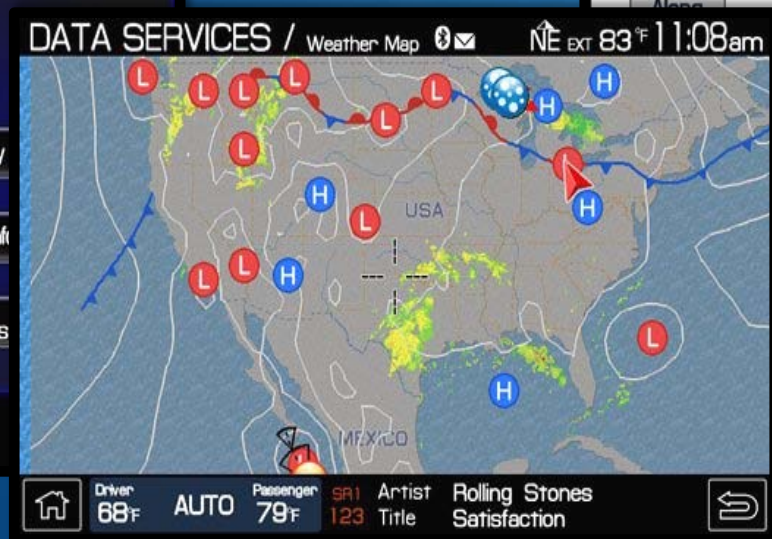 Along
DATA SERVICES / Weather Map NE EXT 83°F 11:08am
L L L L L L L L L L L L L
H H H H H H H
USA
MEXICO
Driver
68°F
AUTO
Passenger
79°F
SR1
123
Artist Rolling Stones
Title Satisfaction